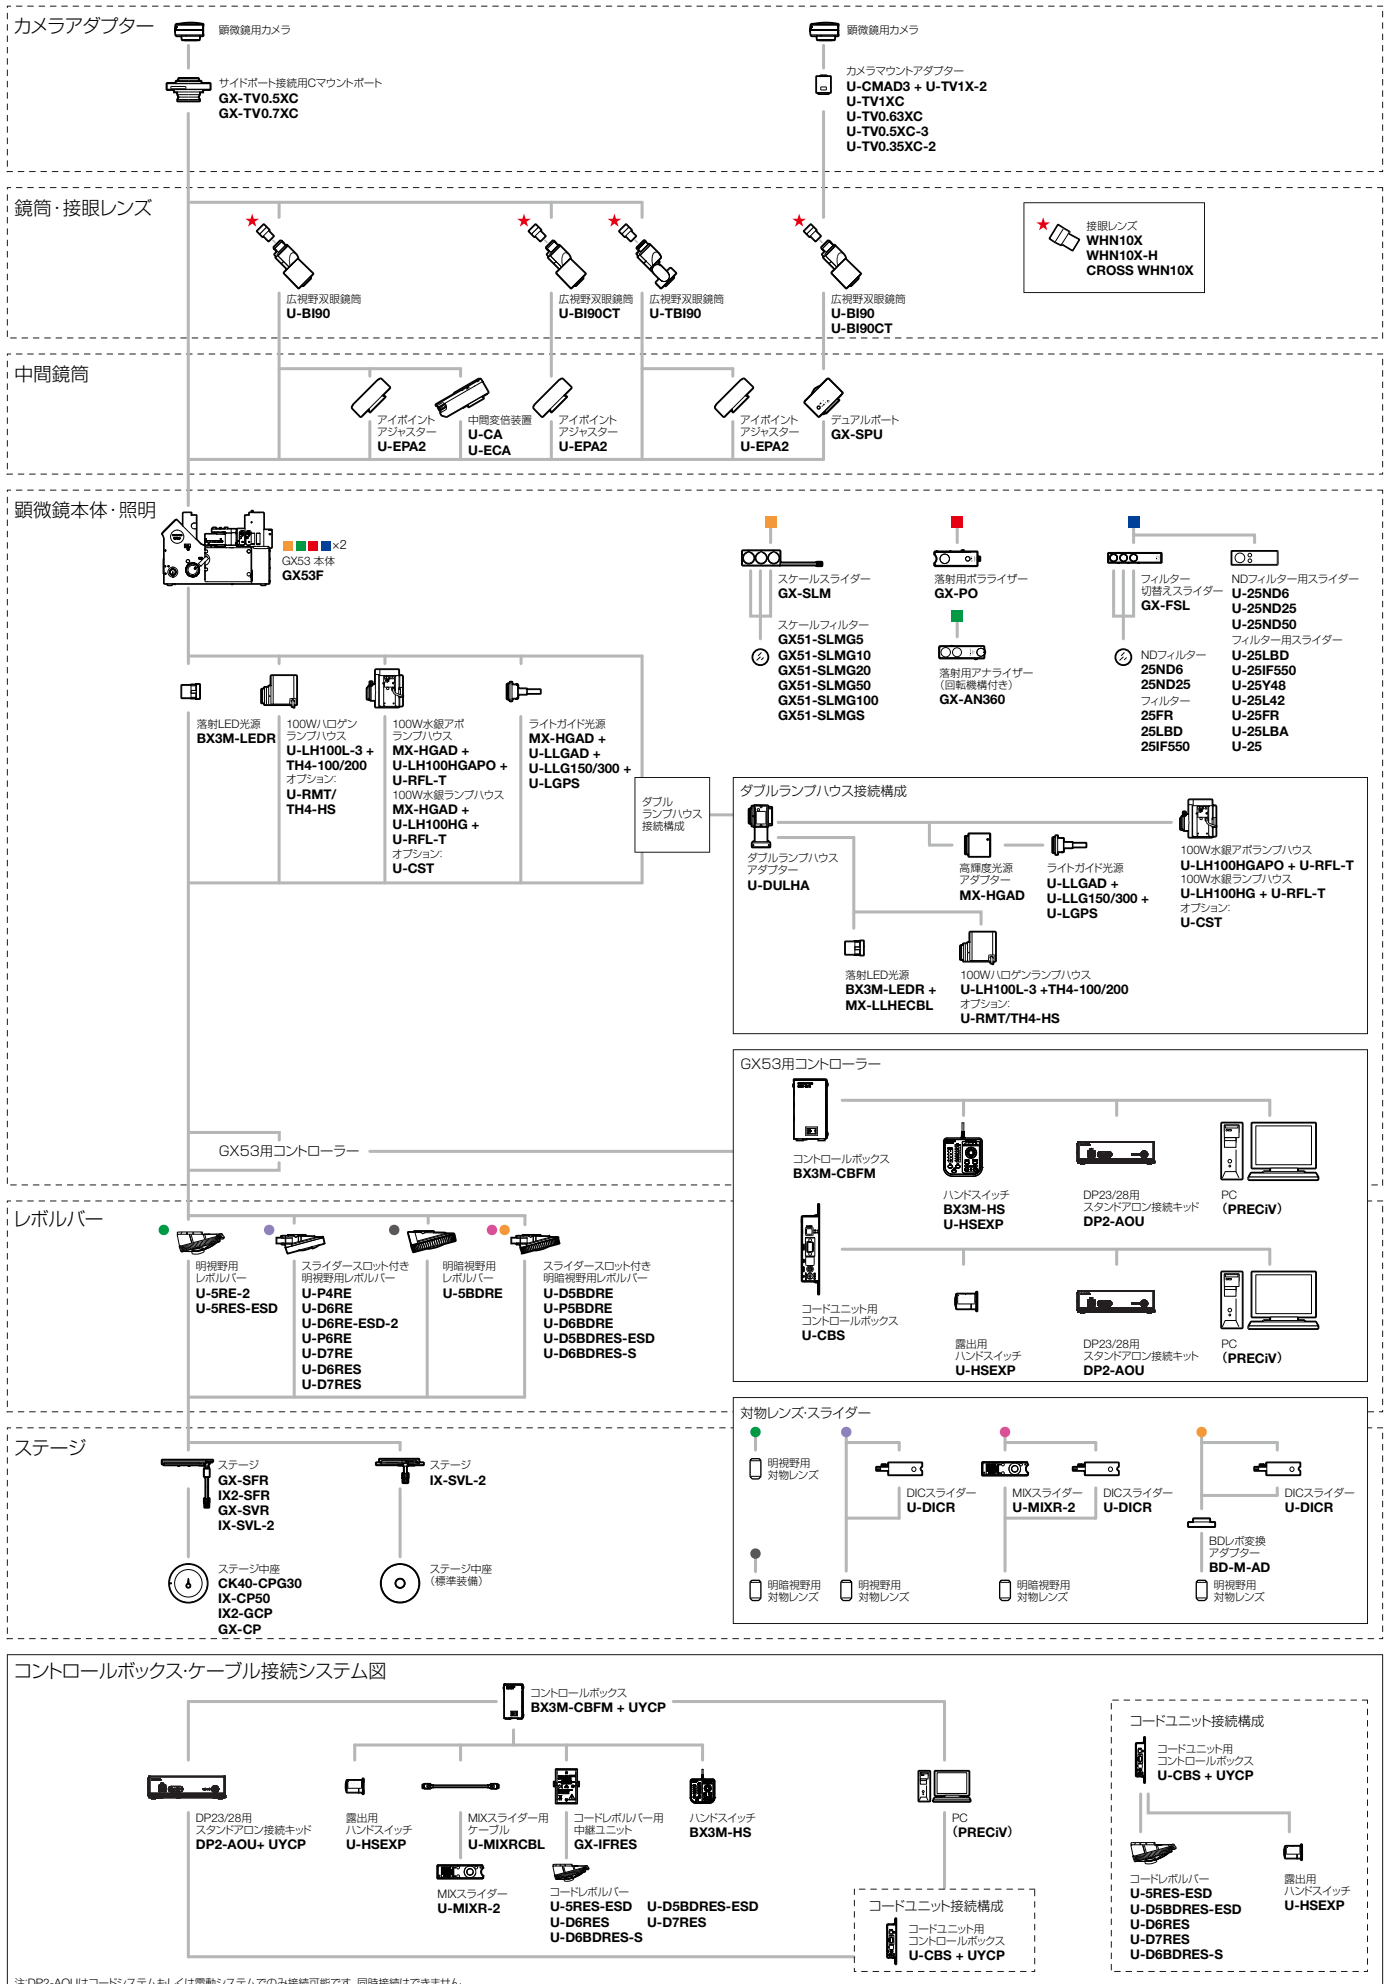 カメラアダプター
顕微鏡用カメラ
サイドポート接続用Cマウントポート
GX-TV0.5XC
GX-TV0.7XC
顕微鏡用カメラ
カメラマウントアダプター
U-CMAD3 + U-TV1X-2
U-TV1XC
U-TV0.63XC
U-TV0.5XC-3
U-TV0.35XC-2
鏡筒・接眼レンズ
広視野双眼鏡筒
U-BI90
広視野双眼鏡筒
U-BI90CT
広視野双眼鏡筒
U-TBI90
広視野双眼鏡筒
U-BI90
U-BI90CT
接眼レンズ
WHN10X
WHN10X-H
CROSS WHN10X
中間鏡筒
アイポイント
アジャスター
U-EPA2
中間変倍装置
U-CA
U-ECA
アイポイント
アジャスター
U-EPA2
アイポイント
アジャスター
U-EPA2
デュアルポート
GX-SPU
顕微鏡本体・照明
×2
GX53 本体
GX53F
スケールスライダー
GX-SLM
スケールフィルター
GX51-SLMG5
GX51-SLMG10
GX51-SLMG20
GX51-SLMG50
GX51-SLMG100
GX51-SLMGS
落射用ポラライザー
GX-PO
落射用アナライザー
（回転機構付き）
GX-AN360
フィルター
切替えスライダー
GX-FSL
NDフィルター
25ND6
25ND25
フィルター
25FR
25LBD
25IF550
NDフィルター用スライダー
U-25ND6
U-25ND25
U-25ND50
フィルター用スライダー
U-25LBD
U-25IF550
U-25Y48
U-25L42
U-25FR
U-25LBA
U-25
落射LED光源
BX3M-LEDR
100Wハロゲン
ランプハウス
U-LH100L-3 +
TH4-100/200
オプション:
U-RMT/
TH4-HS
100W水銀アポ
ランプハウス
MX-HGAD +
U-LH100HGAPO +
U-RFL-T
100W水銀ランプハウス
MX-HGAD +
U-LH100HG +
U-RFL-T
オプション:
U-CST
ライトガイド光源
MX-HGAD +
U-LLGAD +
U-LLG150/300 +
U-LGPS
ダブル
ランプハウス
接続構成
ダブルランプハウス接続構成
ダブルランプハウス
アダプター
U-DULHA
高輝度光源
アダプター
MX-HGAD
ライトガイド光源
U-LLGAD +
U-LLG150/300 +
U-LGPS
100W水銀アポランプハウス
U-LH100HGAPO + U-RFL-T
100W水銀ランプハウス
U-LH100HG + U-RFL-T
オプション:
U-CST
落射LED光源
BX3M-LEDR +
MX-LLHECBL
100Wハロゲンランプハウス
U-LH100L-3 +TH4-100/200
オプション:
U-RMT/TH4-HS
GX53用コントローラー
GX53用コントローラー
コントロールボックス
BX3M-CBFM
ハンドスイッチ
BX3M-HS
U-HSEXP
DP23/28用
スタンドアロン接続キッド
DP2-AOU
PC
（PRECiV）
コードユニット用
コントロールボックス
U-CBS
露出用
ハンドスイッチ
U-HSEXP
DP23/28用
スタンドアロン接続キット
DP2-AOU
PC
（PRECiV）
レボルバー
明視野用
レボルバー
U-5RE-2
U-5RES-ESD
スライダースロット付き
明視野用レボルバー
U-P4RE
U-D6RE
U-D6RE-ESD-2
U-P6RE
U-D7RE
U-D6RES
U-D7RES
明暗視野用
レボルバー
U-5BDRE
スライダースロット付き
明暗視野用レボルバー
U-D5BDRE
U-P5BDRE
U-D6BDRE
U-D5BDRES-ESD
U-D6BDRES-S
ステージ
ステージ
GX-SFR
IX2-SFR
GX-SVR
IX-SVL-2
ステージ
IX-SVL-2
ステージ中座
CK40-CPG30
IX-CP50
IX2-GCP
GX-CP
ステージ中座
（標準装備）
対物レンズ・スライダー
明視野用
対物レンズ
DICスライダー
U-DICR
MIXスライダー
U-MIXR-2
DICスライダー
U-DICR
DICスライダー
U-DICR
BDレボ変換
アダプター
BD-M-AD
明暗視野用
対物レンズ
明視野用
対物レンズ
明暗視野用
対物レンズ
明視野用
対物レンズ
コントロールボックス・ケーブル接続システム図
コントロールボックス
BX3M-CBFM + UYCP
DP23/28用
スタンドアロン接続キッド
DP2-AOU+ UYCP
露出用
ハンドスイッチ
U-HSEXP
MIXスライダー用
ケーブル
U-MIXRCBL
コードレボルバー用
中継ユニット
GX-IFRES
ハンドスイッチ
BX3M-HS
PC
（PRECiV）
MIXスライダー
U-MIXR-2
コードレボルバー
U-5RES-ESD
U-D6RES
U-D6BDRES-S
U-D5BDRES-ESD
U-D7RES
コードユニット接続構成
コードユニット用
コントロールボックス
U-CBS + UYCP
コードユニット接続構成
コードユニット用
コントロールボックス
U-CBS + UYCP
コードレボルバー
U-5RES-ESD
U-D5BDRES-ESD
U-D6RES
U-D7RES
U-D6BDRES-S
露出用
ハンドスイッチ
U-HSEXP
注:DP2-AOUはコードシステムもしくは電動システムでのみ接続可能です。同時接続はできません。